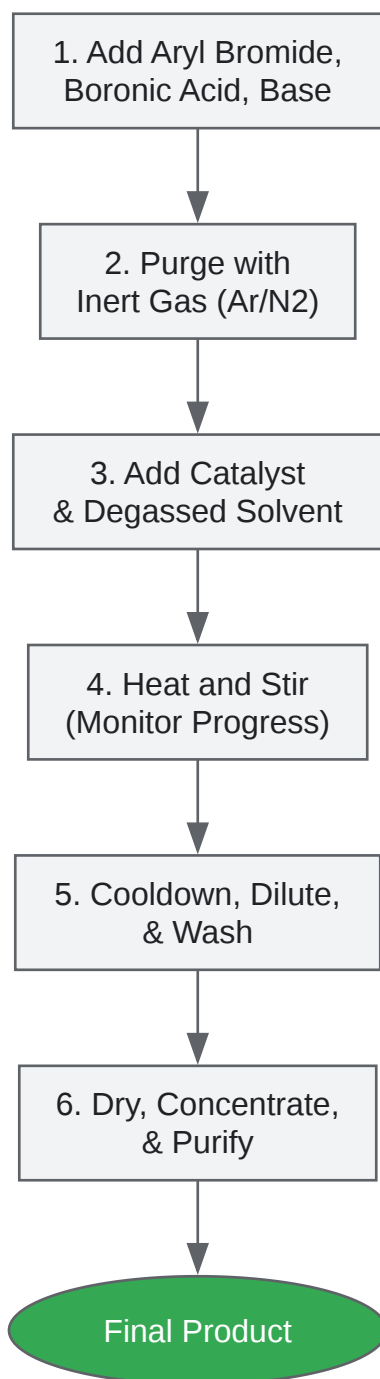 1. Add Aryl Bromide,
Boronic Acid, Base
2. Purge with
Inert Gas (Ar/N2)
3. Add Catalyst
& Degassed Solvent
4. Heat and Stir
(Monitor Progress)
5. Cooldown, Dilute,
& Wash
6. Dry, Concentrate,
& Purify
Final Product